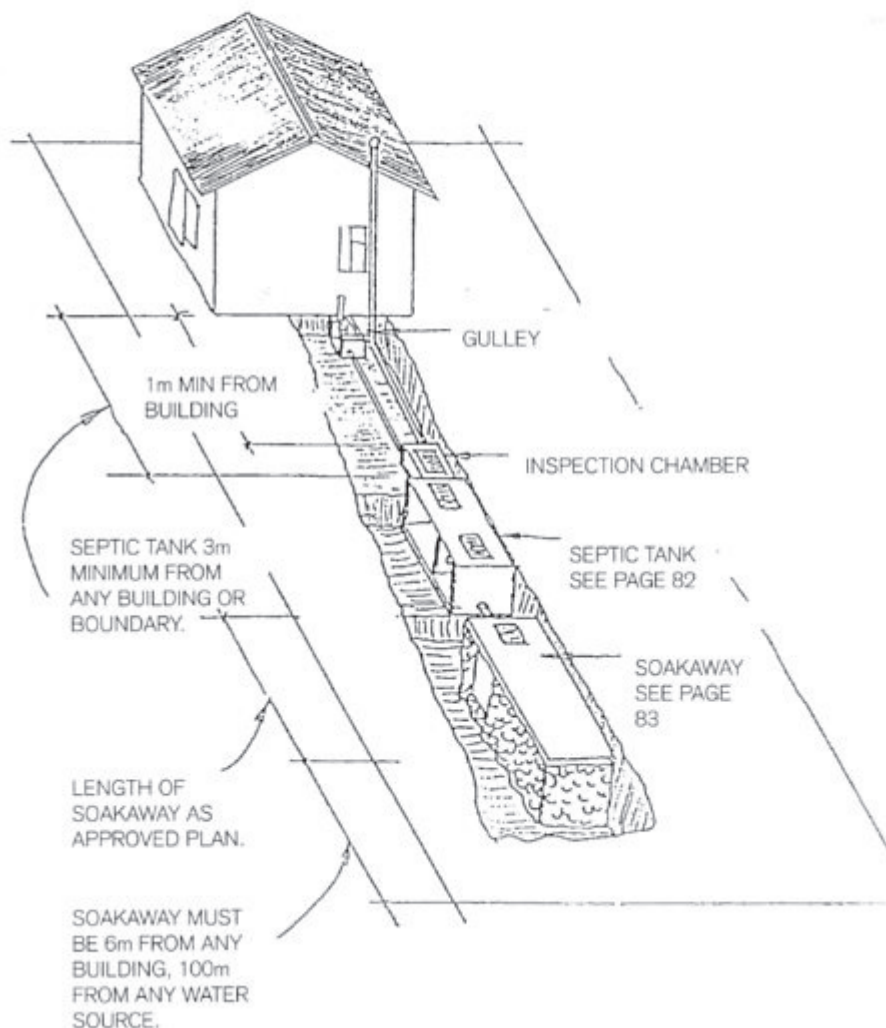 GULLEY
1m MIN FROM
BUILDING
INSPECTION CHAMBER
SEPTIC TANK 3m
MINIMUM FROM
ANY BUILDING OR
BOUNDARY.
SEPTIC TANK
SEE PAGE 82
SOAKAWAY
SEE PAGE
83
LENGTH OF
SOAKAWAY AS
APPROVED PLAN.
SOAKAWAY MUST
BE 6m FROM ANY
BUILDING, 100m
FROM ANY WATER
SOURCE.